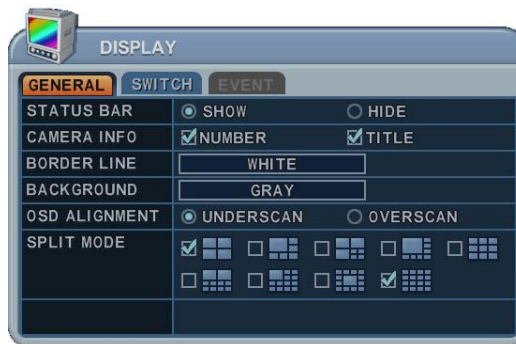 DISPLAY
GENERAL SWITCH EVENT
STATUS BAR SHOW HIDE
CAMERA INFO NUMBER TITLE
BORDER LINE WHITE
BACKGROUND GRAY
OSD ALIGNMENT UNDERSCAN OVERSCAN
SPLIT MODE